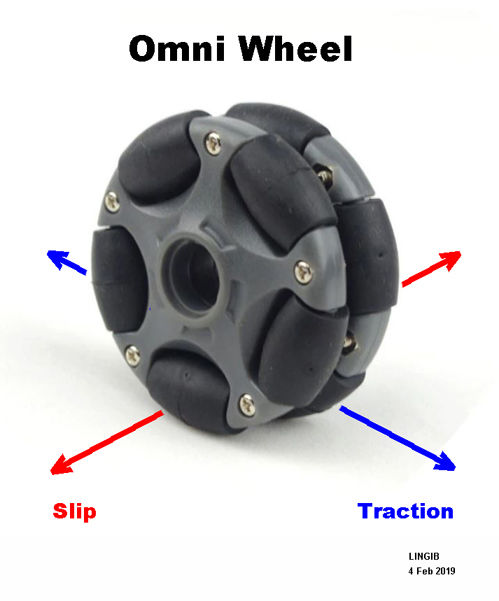 Omni Wheel
Slip
Traction
LINGIB
4 Feb 2019